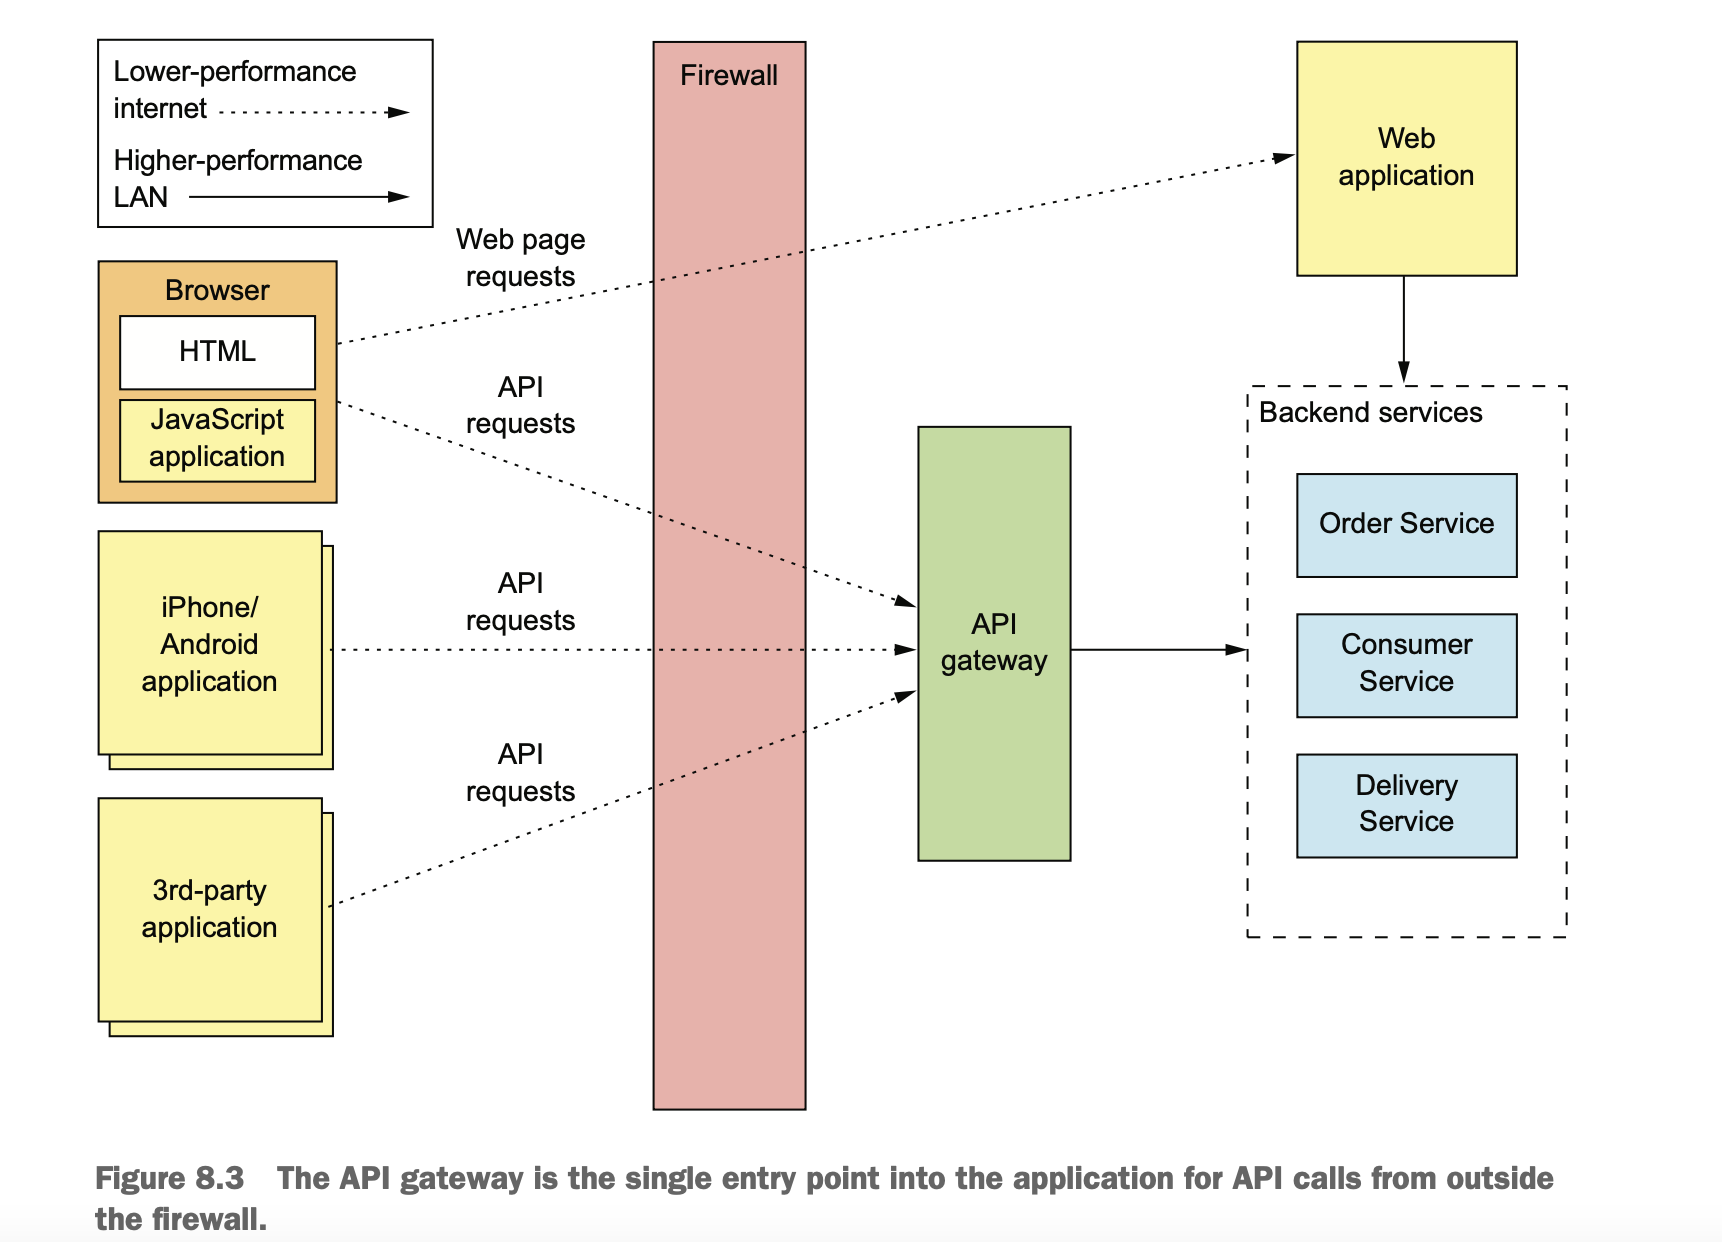 Lower-performance
internet
Higher-performance
LAN
Firewall
Web
application
Web page
requests
Browser
HTML
JavaScript
application
API
requests
Backend services
Order Service
iPhone/
Android
application
API
requests
API
gateway
Consumer
Service
API
requests
Delivery
Service
3rd-party
application
Figure 8.3 The API gateway is the single entry point into the application for API calls from outside
the firewall.